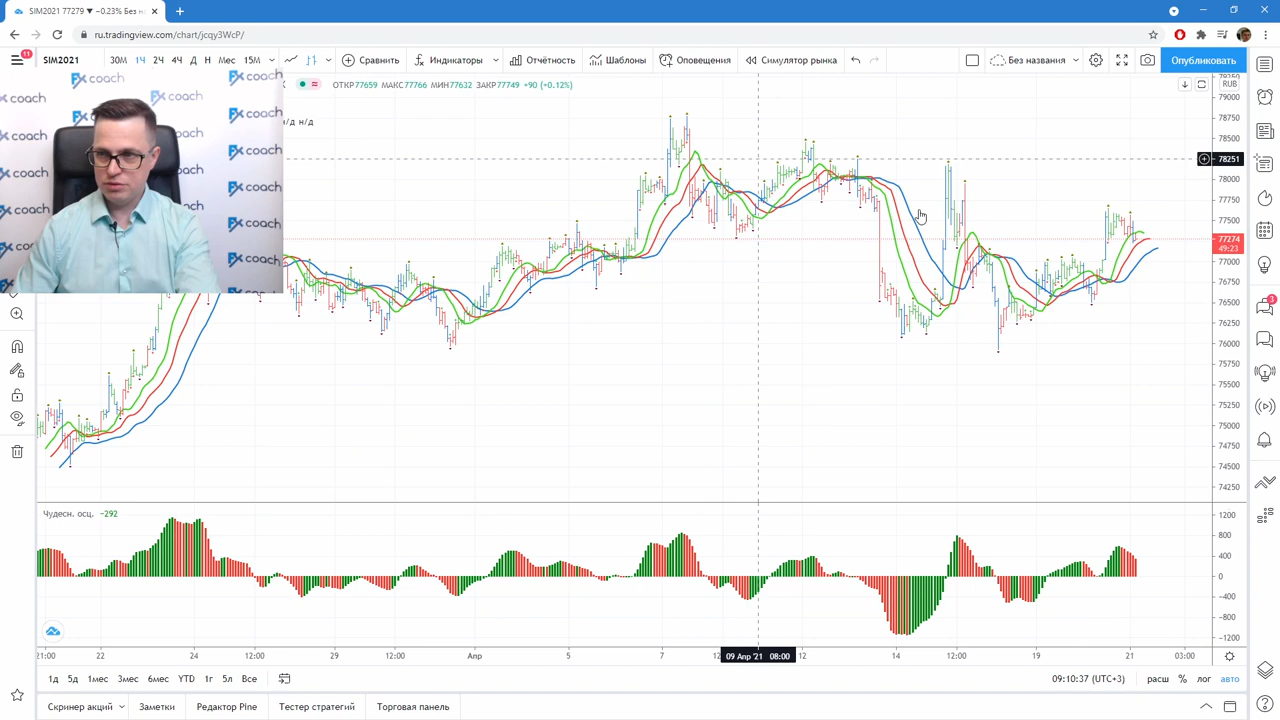 SIM2021 77279 ▼ −0.23% Без на
ru.tradingview.com/chart/jcqy3WcP/
11
SIM2021
30М 1Ч 2Ч 4Ч Д Н Мес 15М
Сравнить
Индикаторы
Отчётность
Шаблоны
Оповещения
Симулятор рынка
Без названия
Опубликовать
ОТКР77659 МАКС77766 МИН77632 ЗАКР77749 +90 (+0.12%)
н/д н/д
RUB
79000
78750
78500
78251
78000
77750
77500
77274
49:23
77000
76750
76500
76250
76000
75750
75500
75250
75000
74750
74500
74250
3
FX coach
Чудесн. осц. −292
1200
800
400
0
−400
−800
−1200
21:00 22 24 12:00 29 12:00 Апр 5 7 09 Апр '21 08:00 12 14 12:00 19 21 03:00
1д 5д 1мес 3мес 6мес YTD 1г 5л Все
09:10:37 (UTC+3)
расш % лог авто
Скринер акций
Заметки
Редактор Pine
Тестер стратегий
Торговая панель